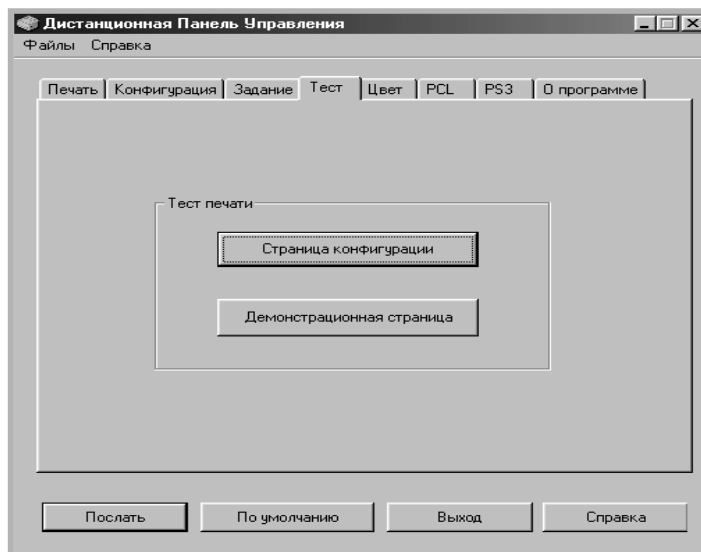 Дистанционная Панель Управления
Файлы Справка
Печать Конфигурация Задание Тест Цвет PCL PS3 О программе
Тест печати
Страница конфигурации
Демонстрационная страница
Послать По умолчанию Выход Справка